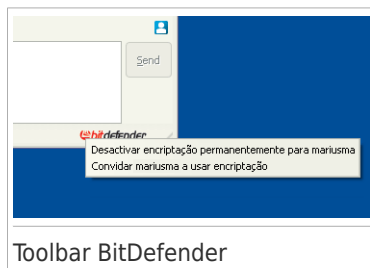 Send
bitdefender
Desactivar encriptação permanentemente para mariusma
Convidar mariusma a usar encriptação
Toolbar BitDefender